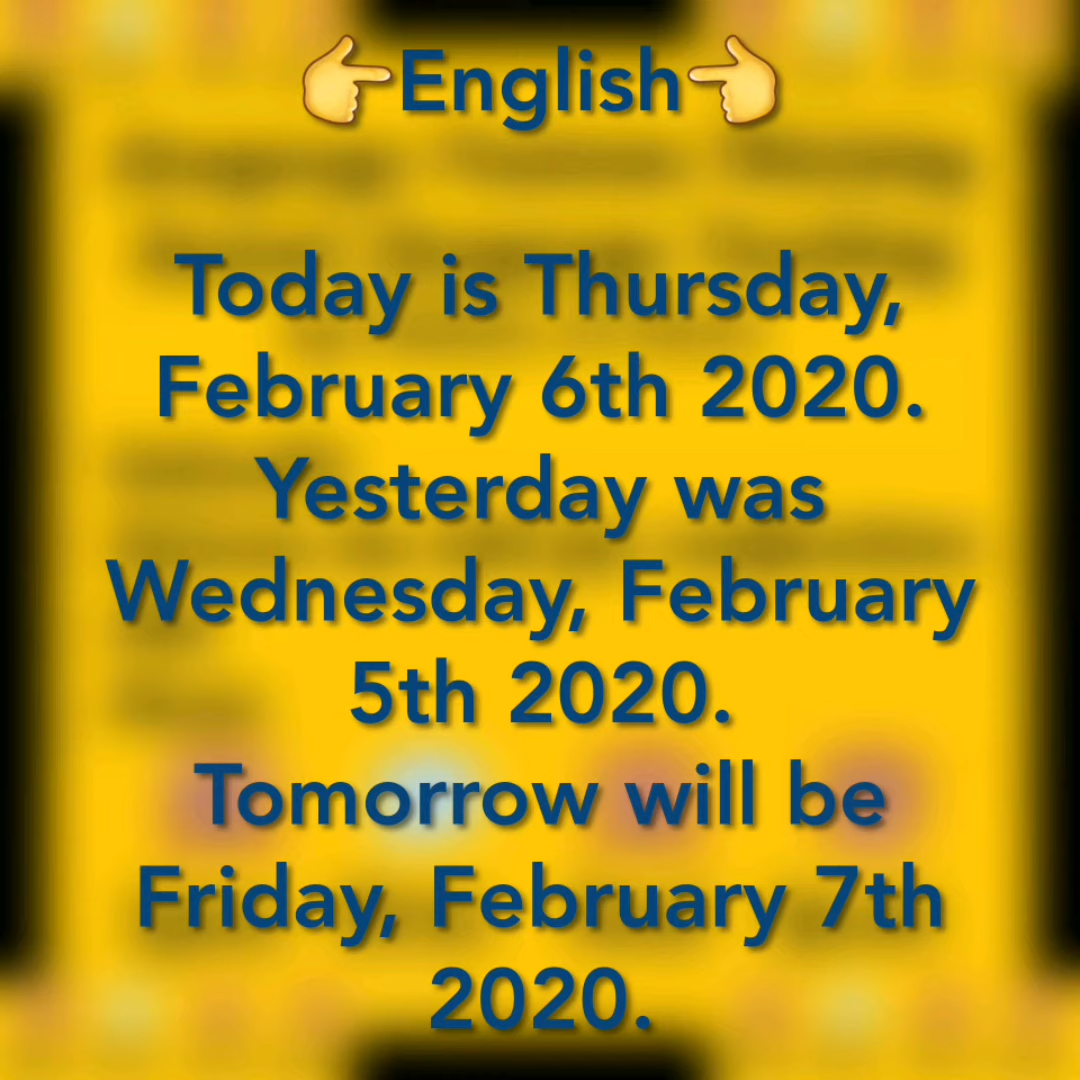 👉English👈
Today is Thursday,
February 6th 2020.
Yesterday was
Wednesday, February
5th 2020.
Tomorrow will be
Friday, February 7th
2020.